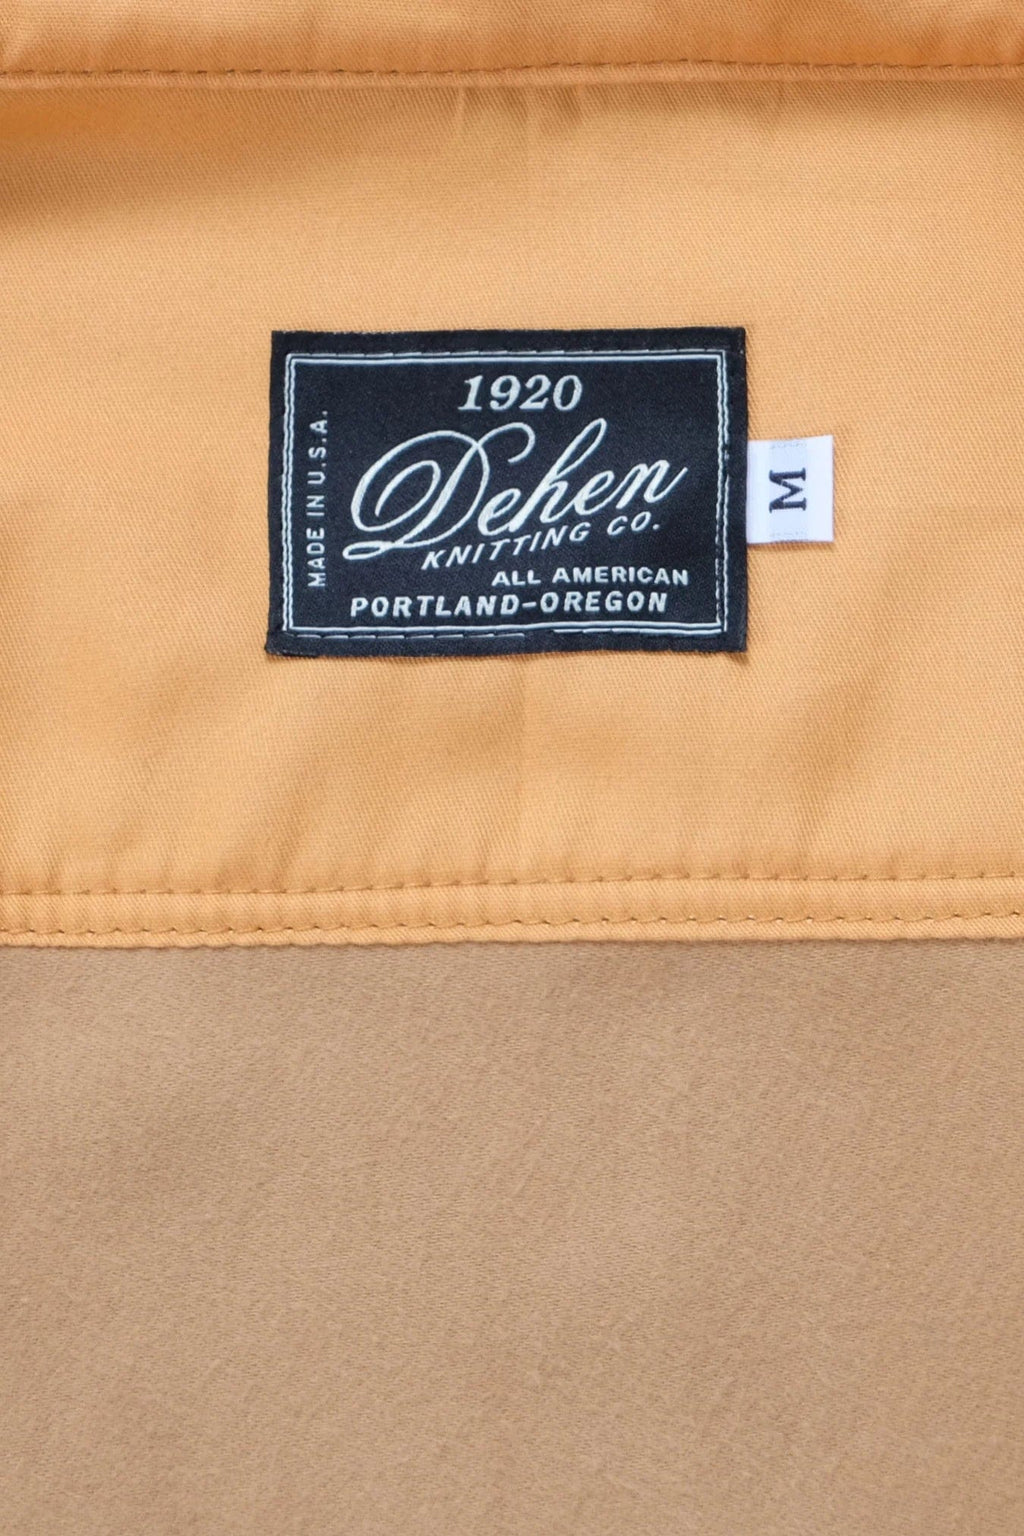 1920
Dehen
KNITTING CO.
ALL AMERICAN
PORTLAND-OREGON
MADE IN U.S.A.
M